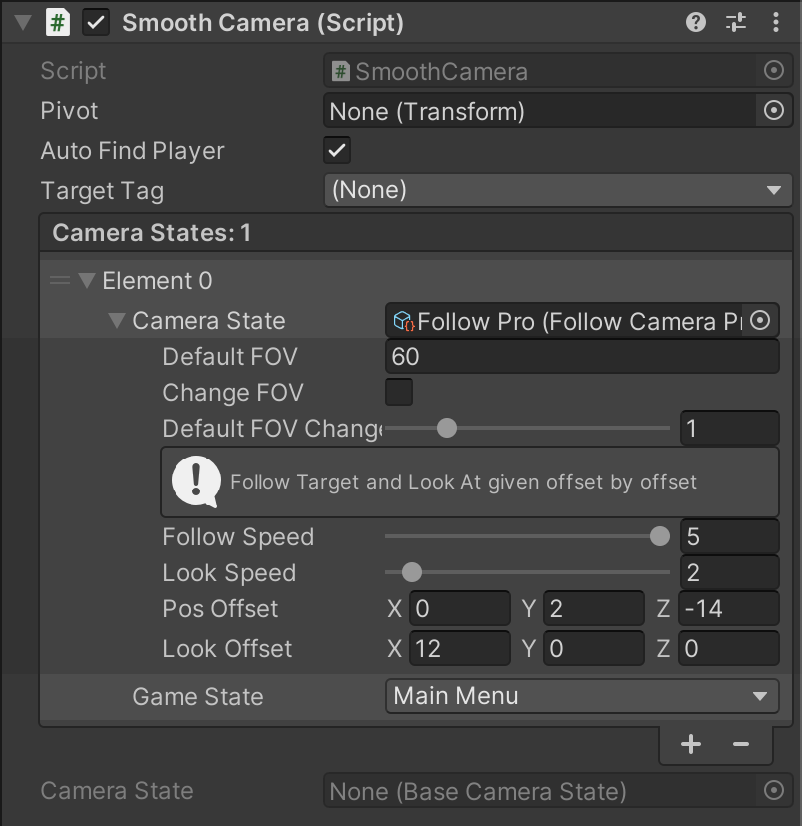 Smooth Camera (Script)
Script SmoothCamera
Pivot None (Transform)
Auto Find Player
Target Tag (None)
Camera States: 1
Element 0
Camera State Follow Pro (Follow Camera Pr
Default FOV 60
Change FOV
Default FOV Change 1
Follow Target and Look At given offset by offset
Follow Speed 5
Look Speed 2
Pos Offset X 0 Y 2 Z -14
Look Offset X 12 Y 0 Z 0
Game State Main Menu
Camera State None (Base Camera State)